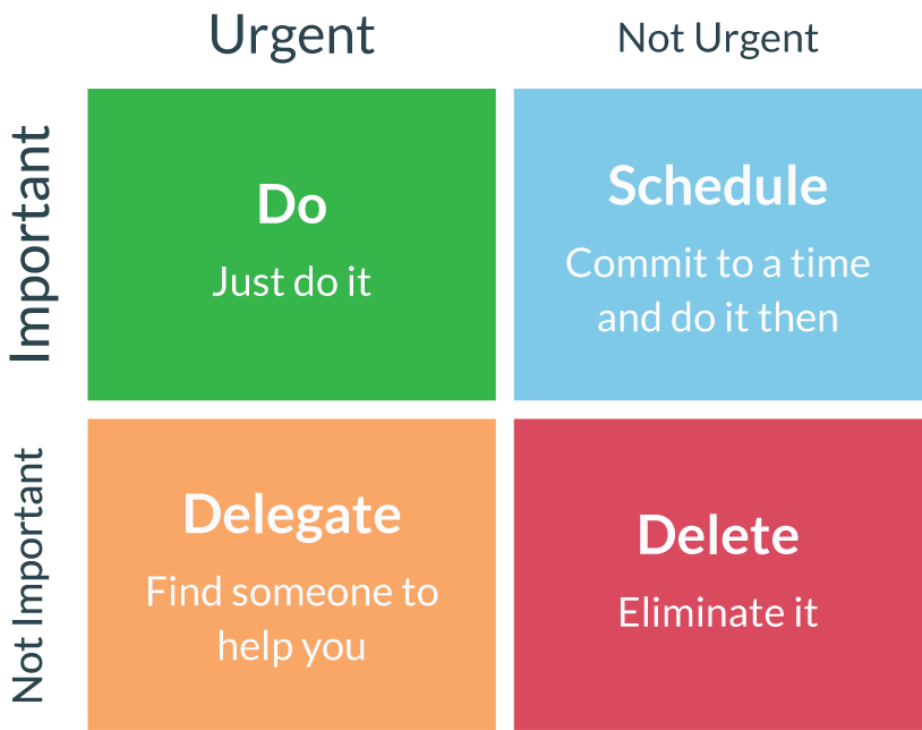 Urgent
Not Urgent
Important
Do
Just do it
Schedule
Commit to a time
and do it then
Not Important
Delegate
Find someone to
help you
Delete
Eliminate it